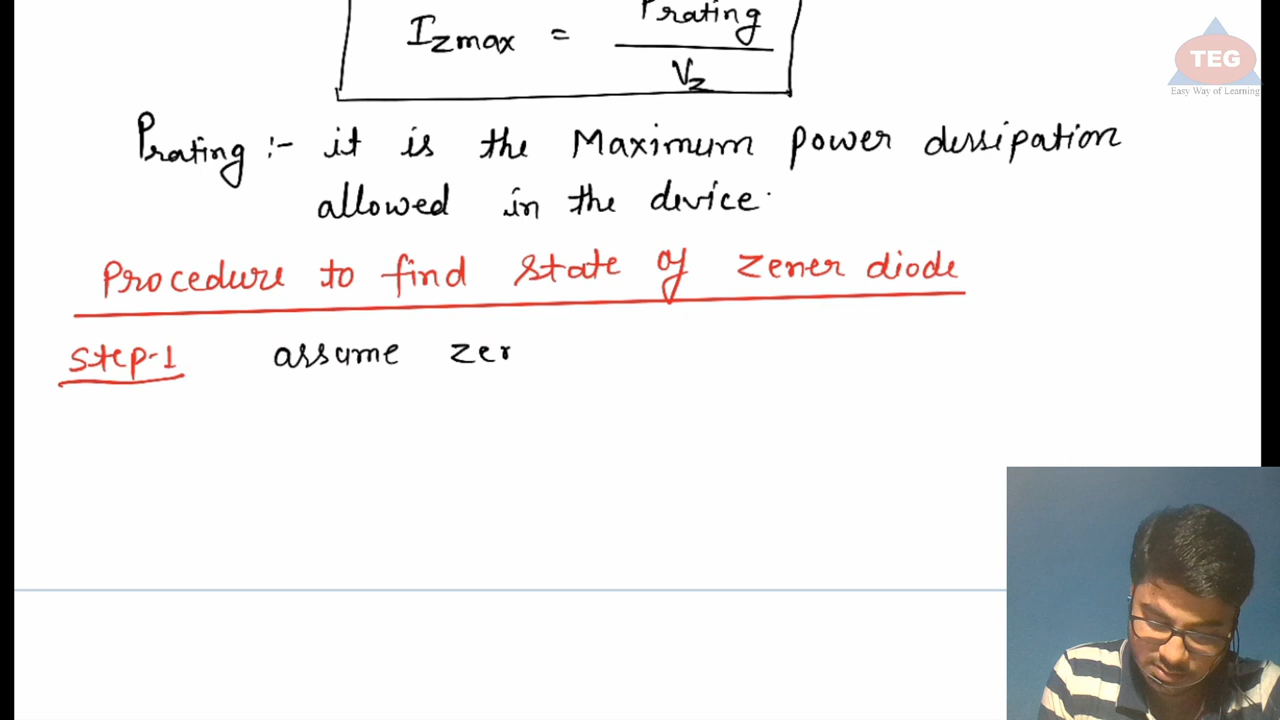 Prating
Izmax =
Vz
TEG
Easy Way of Learning
Prating :- it is the Maximum power dessipation
allowed in the device.
Procedure to find state of zener diode
Step-1 assume zer